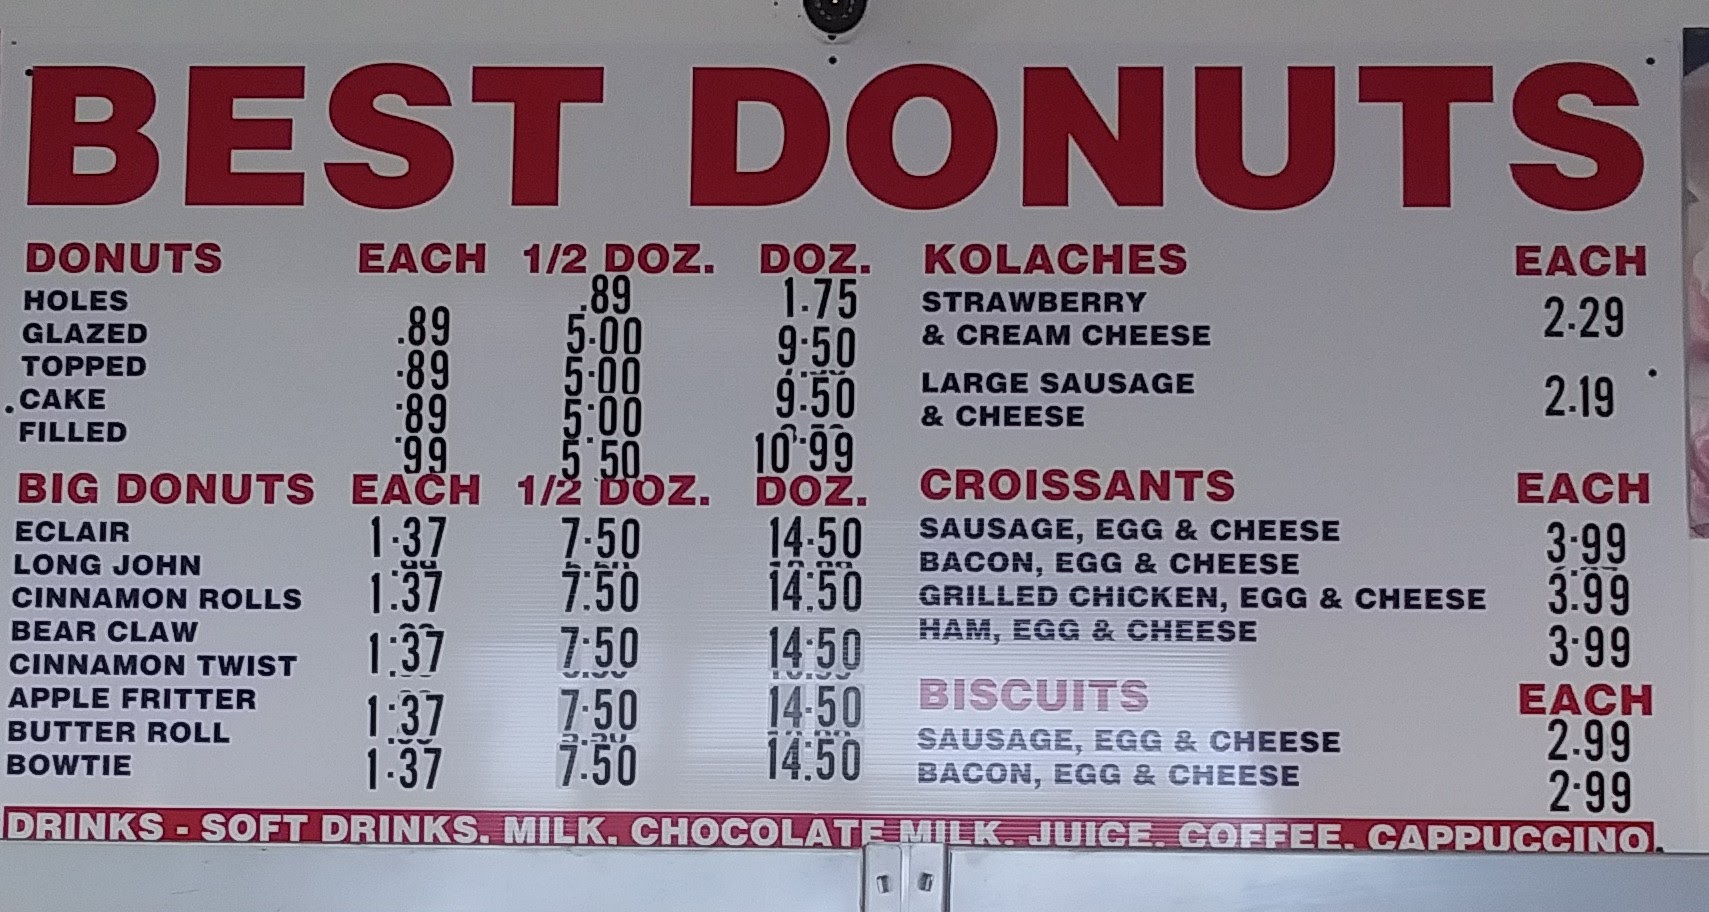 BEST DONUTS
DONUTS EACH 1/2 DOZ. DOZ.
HOLES .89 1.75
GLAZED .89 5.00 9.50
TOPPED .89 5.00 9.50
CAKE .89 5.00
FILLED .99 5.50 10.99
BIG DONUTS EACH 1/2 DOZ. DOZ.
ECLAIR 1.37 7.50 14.50
LONG JOHN
CINNAMON ROLLS 1.37 7.50 14.50
BEAR CLAW
CINNAMON TWIST 1.37 7.50 14.50
APPLE FRITTER
BUTTER ROLL 1.37 7.50 14.50
BOWTIE 1.37 7.50 14.50
KOLACHES EACH
STRAWBERRY
& CREAM CHEESE 2.29
LARGE SAUSAGE
& CHEESE 2.19
CROISSANTS EACH
SAUSAGE, EGG & CHEESE 3.99
BACON, EGG & CHEESE
GRILLED CHICKEN, EGG & CHEESE 3.99
HAM, EGG & CHEESE 3.99
BISCUITS EACH
SAUSAGE, EGG & CHEESE 2.99
BACON, EGG & CHEESE 2.99
DRINKS - SOFT DRINKS, MILK, CHOCOLATE MILK, JUICE, COFFEE, CAPPUCCINO